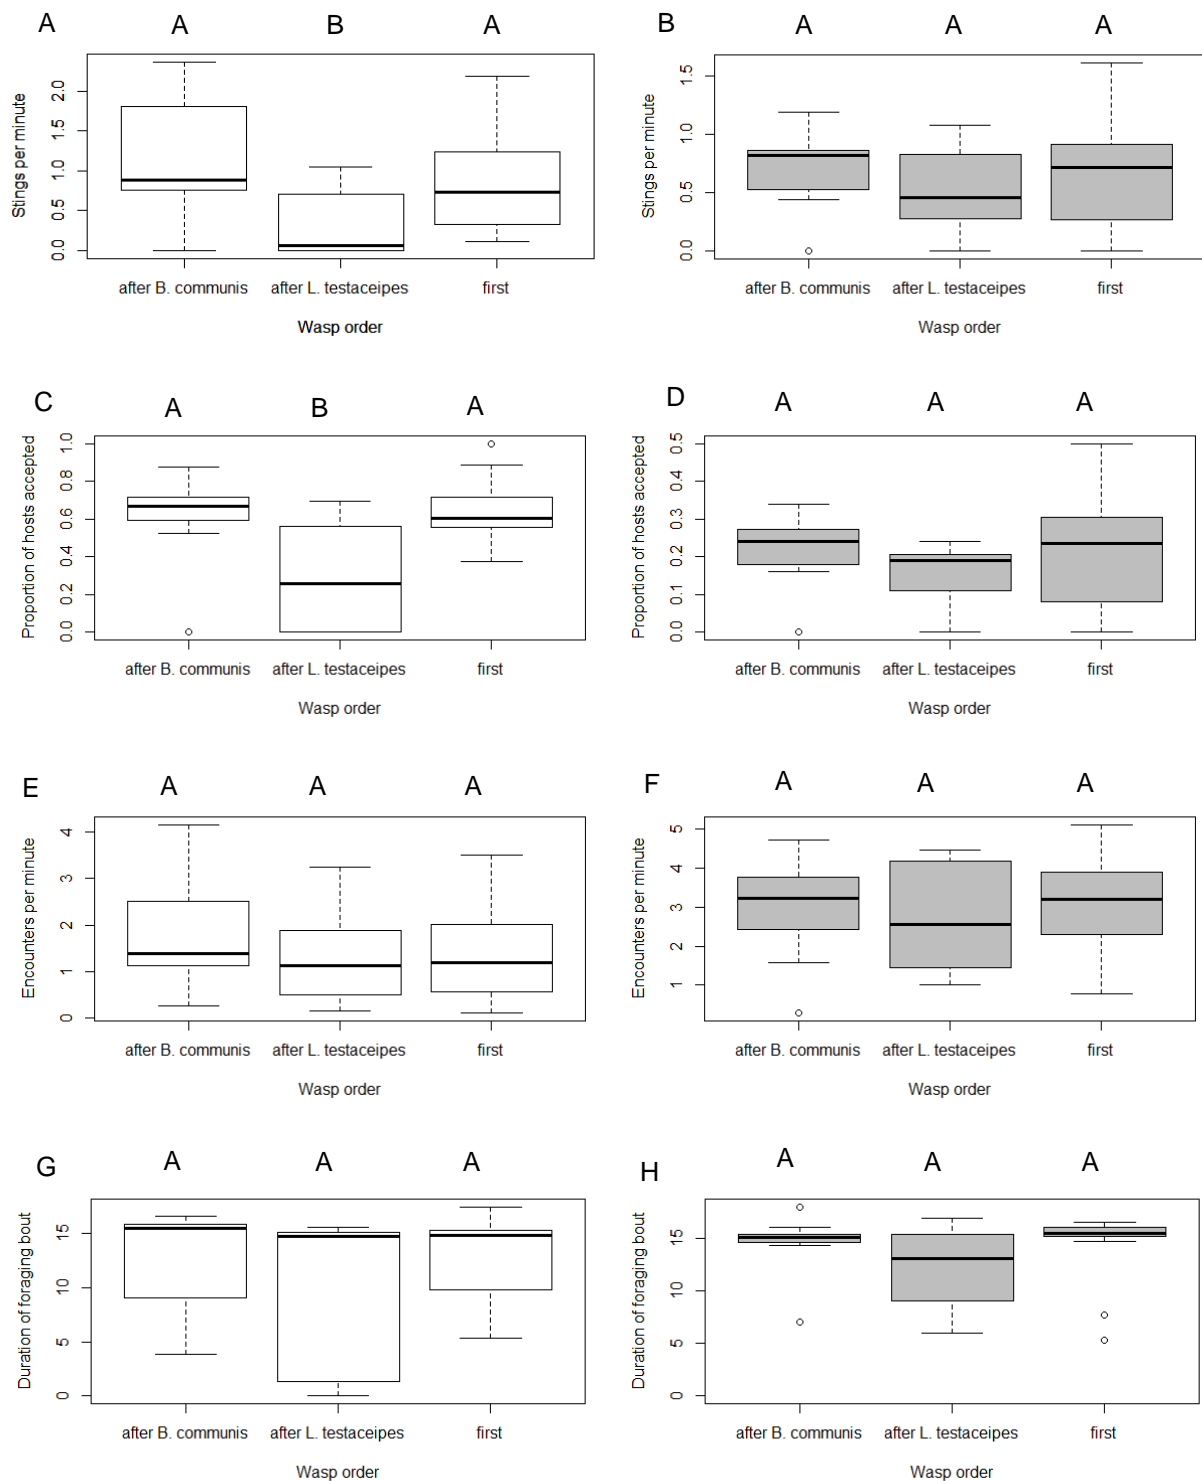 A A B A
Stings per minute
0.0 0.5 1.0 1.5 2.0
after B. communis after L. testaceipes first
Wasp order
B A A A
Stings per minute
0.0 0.5 1.0 1.5
after B. communis after L. testaceipes first
Wasp order
C A B A
Proportion of hosts accepted
0.0 0.2 0.4 0.6 0.8 1.0
after B. communis after L. testaceipes first
Wasp order
D A A A
Proportion of hosts accepted
0.0 0.1 0.2 0.3 0.4 0.5
after B. communis after L. testaceipes first
Wasp order
E A A A
Encounters per minute
0 1 2 3 4
after B. communis after L. testaceipes first
Wasp order
F A A A
Encounters per minute
1 2 3 4 5
after B. communis after L. testaceipes first
Wasp order
G A A A
Duration of foraging bout
0 5 10 15
after B. communis after L. testaceipes first
Wasp order
H A A A
Duration of foraging bout
0 5 10 15
after B. communis after L. testaceipes first
Wasp order